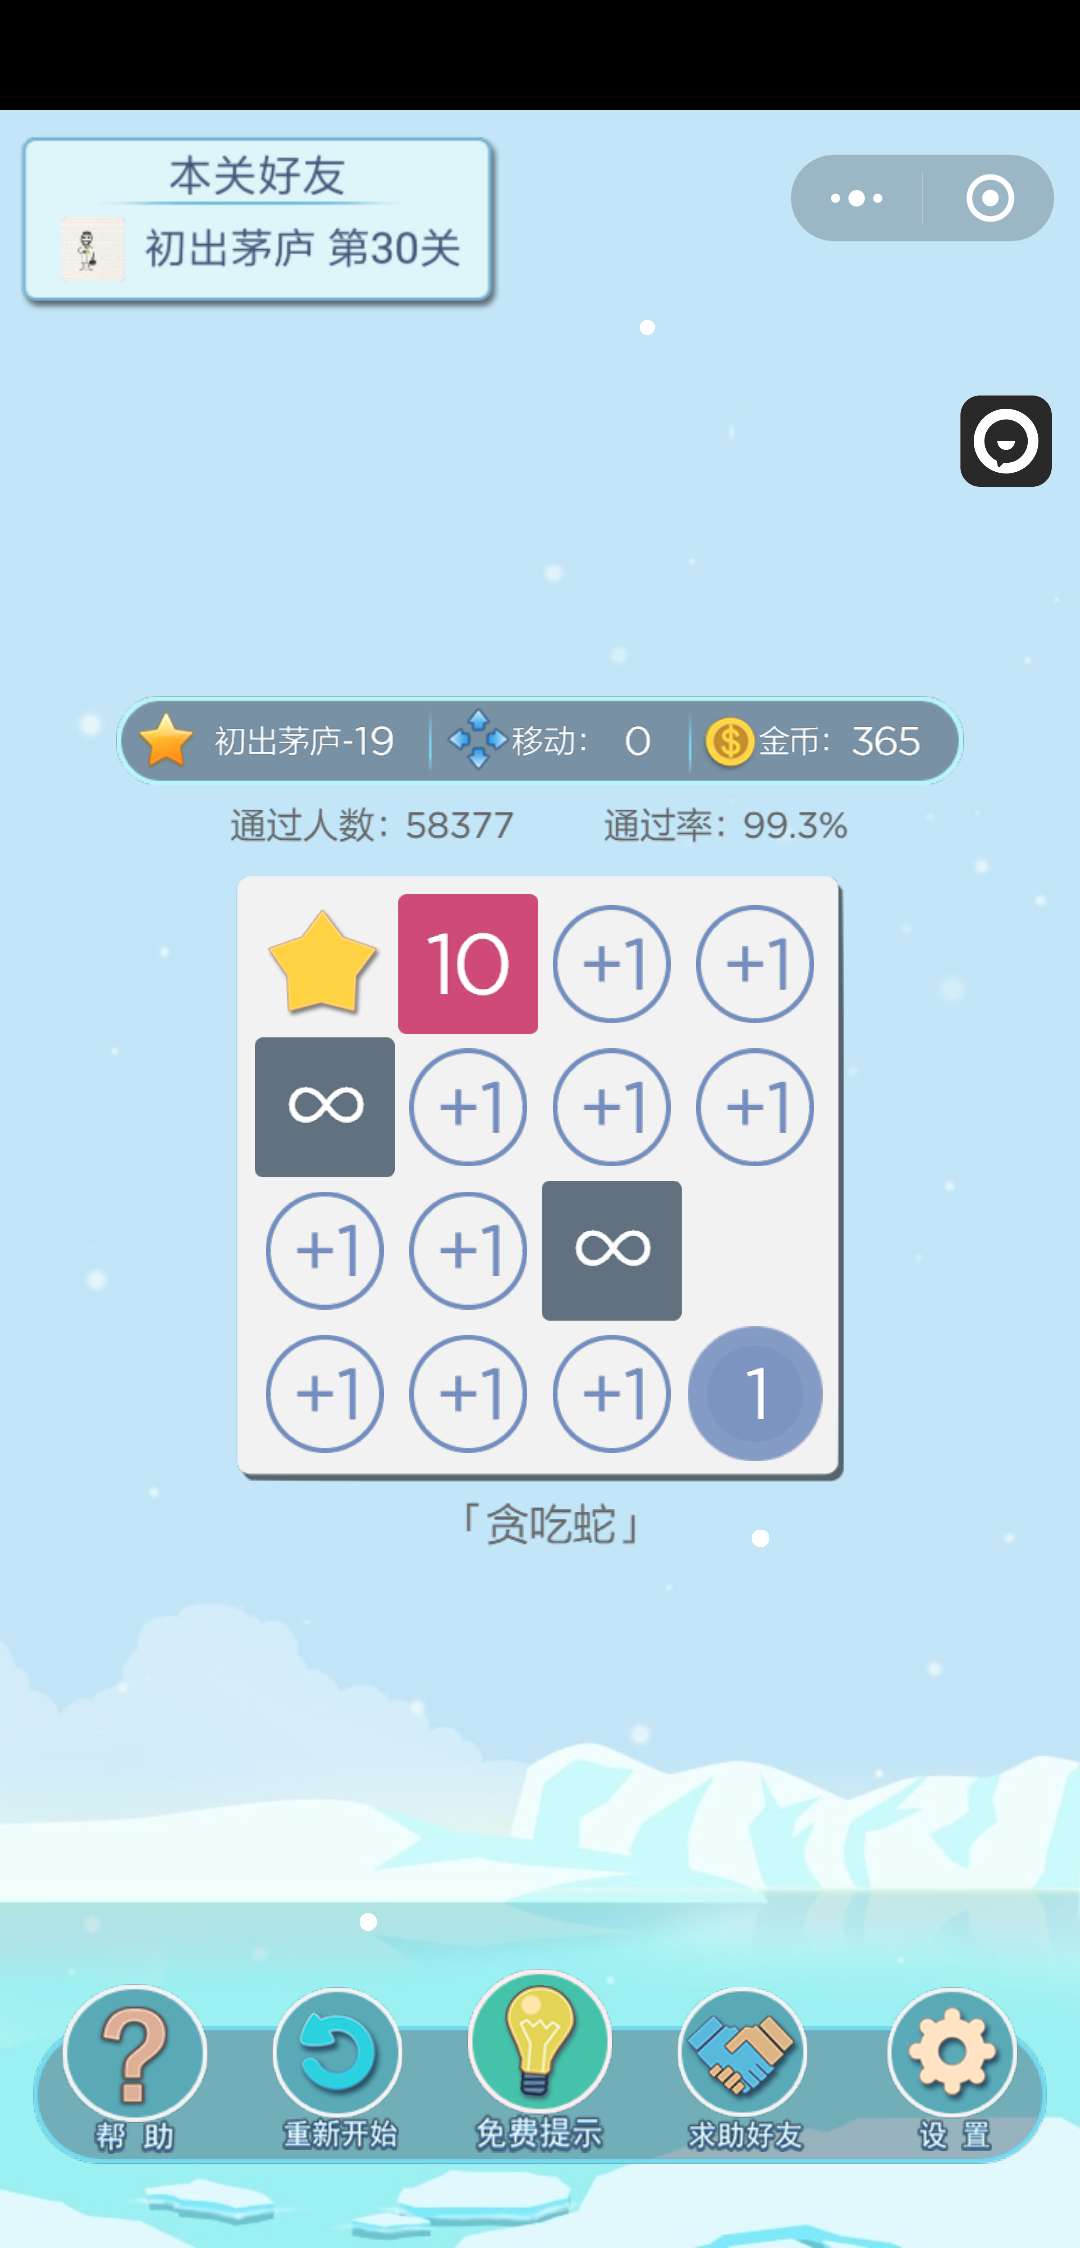 本关好友
初出茅庐 第30关
初出茅庐-19 移动: 0 金币: 365
通过人数: 58377 通过率: 99.3%
10 +1 +1
∞ +1 +1 +1
+1 +1 ∞
+1 +1 +1 1
「贪吃蛇」
帮 助 重新开始 免费提示 求助好友 设 置